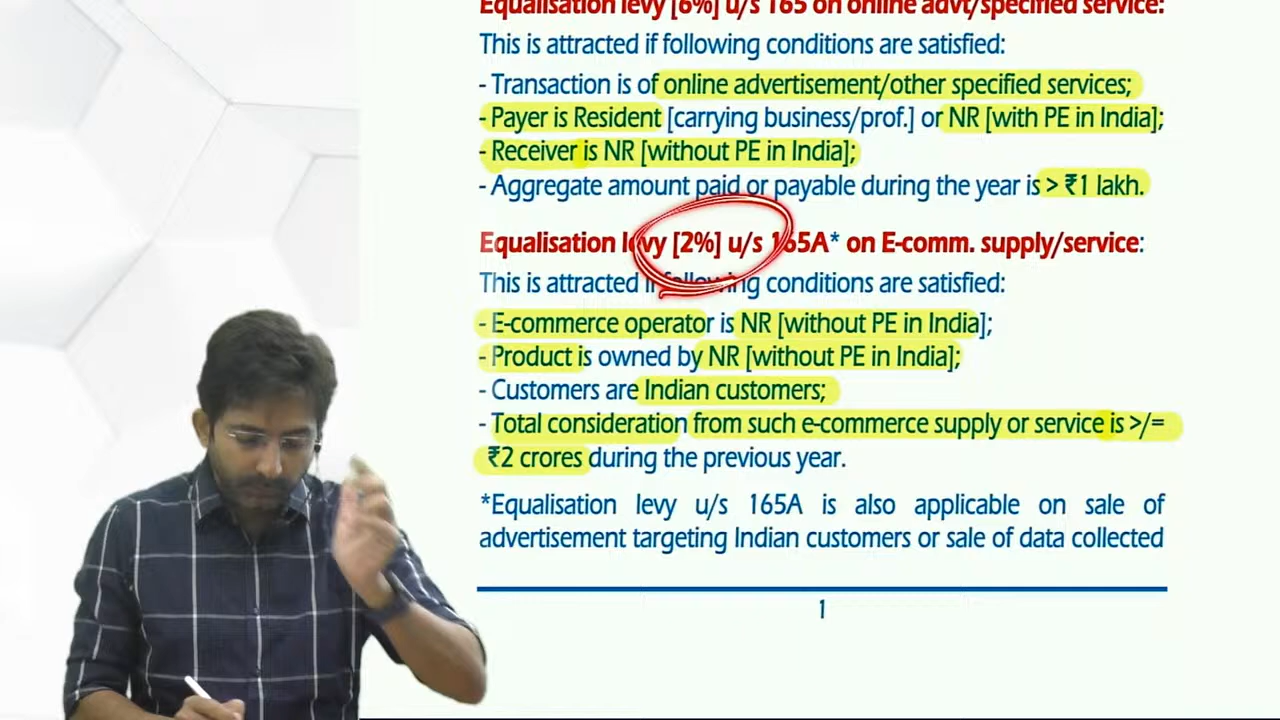 Equalisation levy [6%] u/s 165 on online advt/specified service:
This is attracted if following conditions are satisfied:
- Transaction is of online advertisement/other specified services;
- Payer is Resident [carrying business/prof.] or NR [with PE in India];
- Receiver is NR [without PE in India];
- Aggregate amount paid or payable during the year is > ₹1 lakh.
Equalisation levy [2%] u/s 165A* on E-comm. supply/service:
This is attracted if following conditions are satisfied:
- E-commerce operator is NR [without PE in India];
- Product is owned by NR [without PE in India];
- Customers are Indian customers;
- Total consideration from such e-commerce supply or service is >/=
₹2 crores during the previous year.
*Equalisation levy u/s 165A is also applicable on sale of
advertisement targeting Indian customers or sale of data collected
1